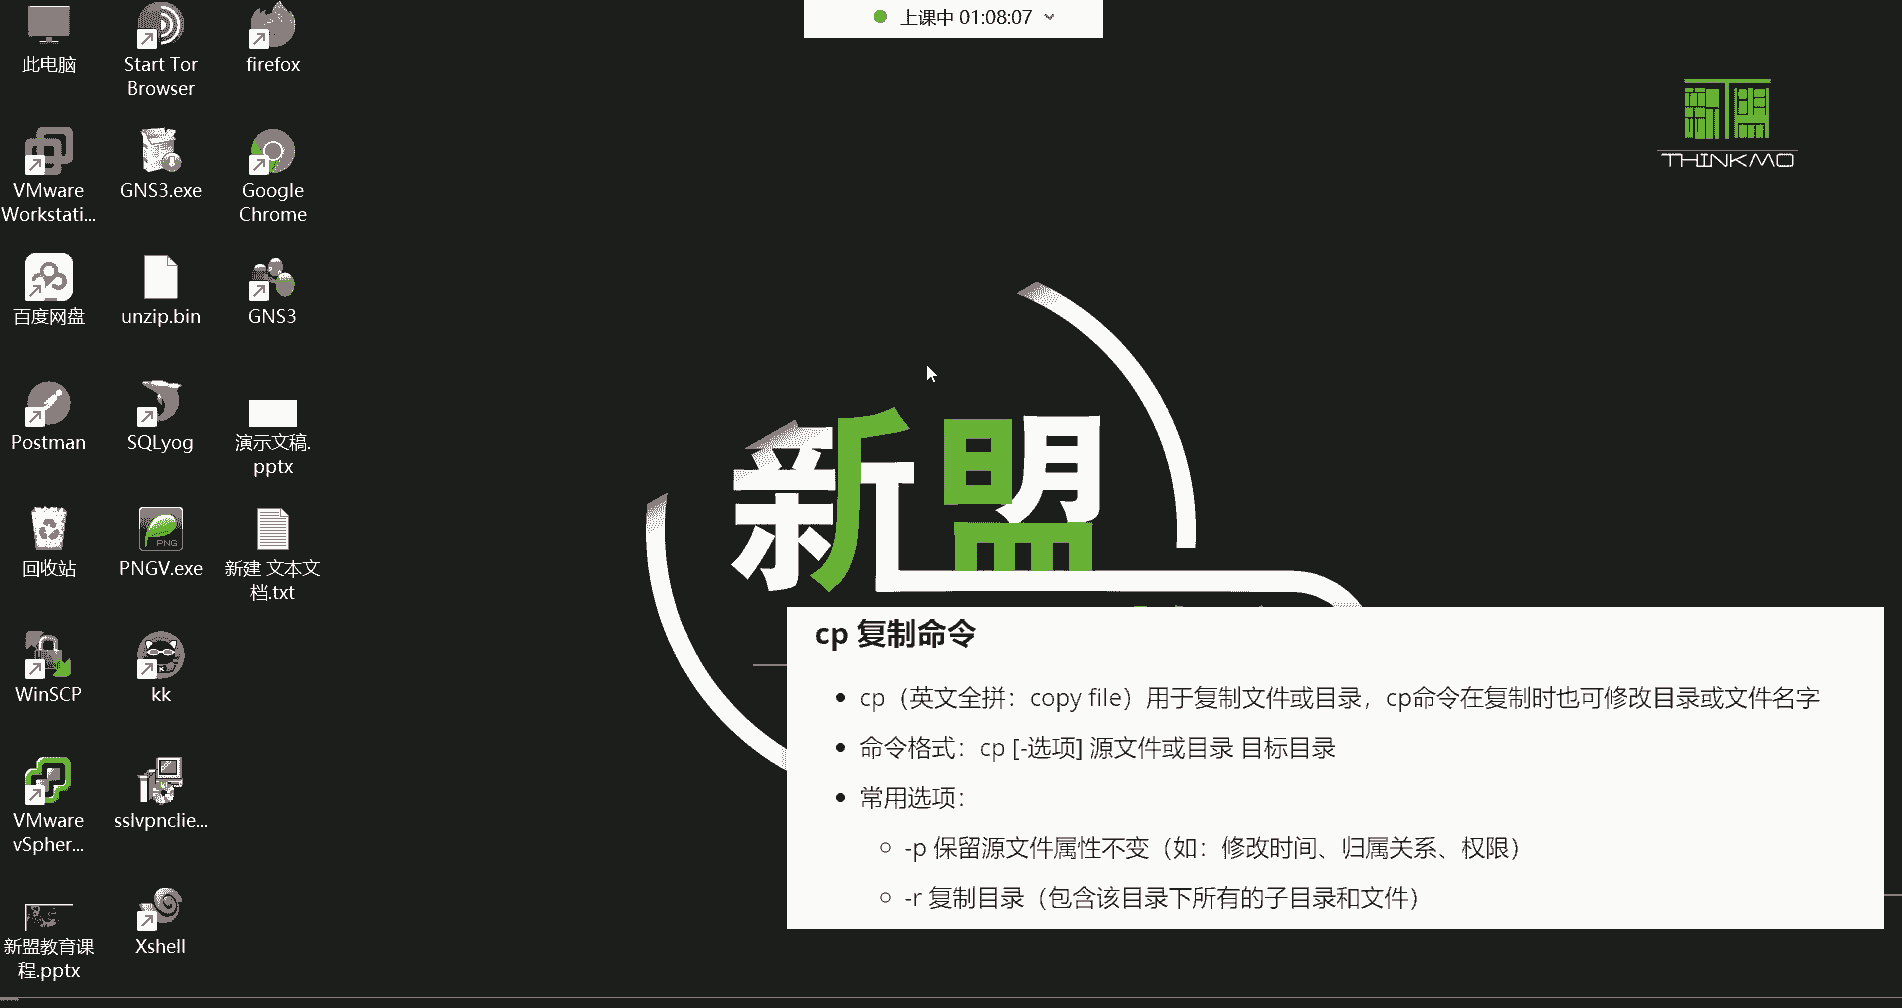 上课中 01:08:07
此电脑
Start Tor
Browser
firefox
THINKMO
VMware
Workstati...
GNS3.exe
Google
Chrome
百度网盘
unzip.bin
GNS3
Postman
SQLyog
演示文稿.
pptx
新盟
回收站
PNG
PNGV.exe
新建 文本文
档.txt
WinSCP
kk
VMware
vSpher...
sslvpnclie...
新盟教育课
程.pptx
Xshell
cp 复制命令
• cp（英文全拼：copy file）用于复制文件或目录，cp命令在复制时也可修改目录或文件名字
• 命令格式：cp [-选项] 源文件或目录 目标目录
• 常用选项：
○ -p 保留源文件属性不变（如：修改时间、归属关系、权限）
○ -r 复制目录（包含该目录下所有的子目录和文件）